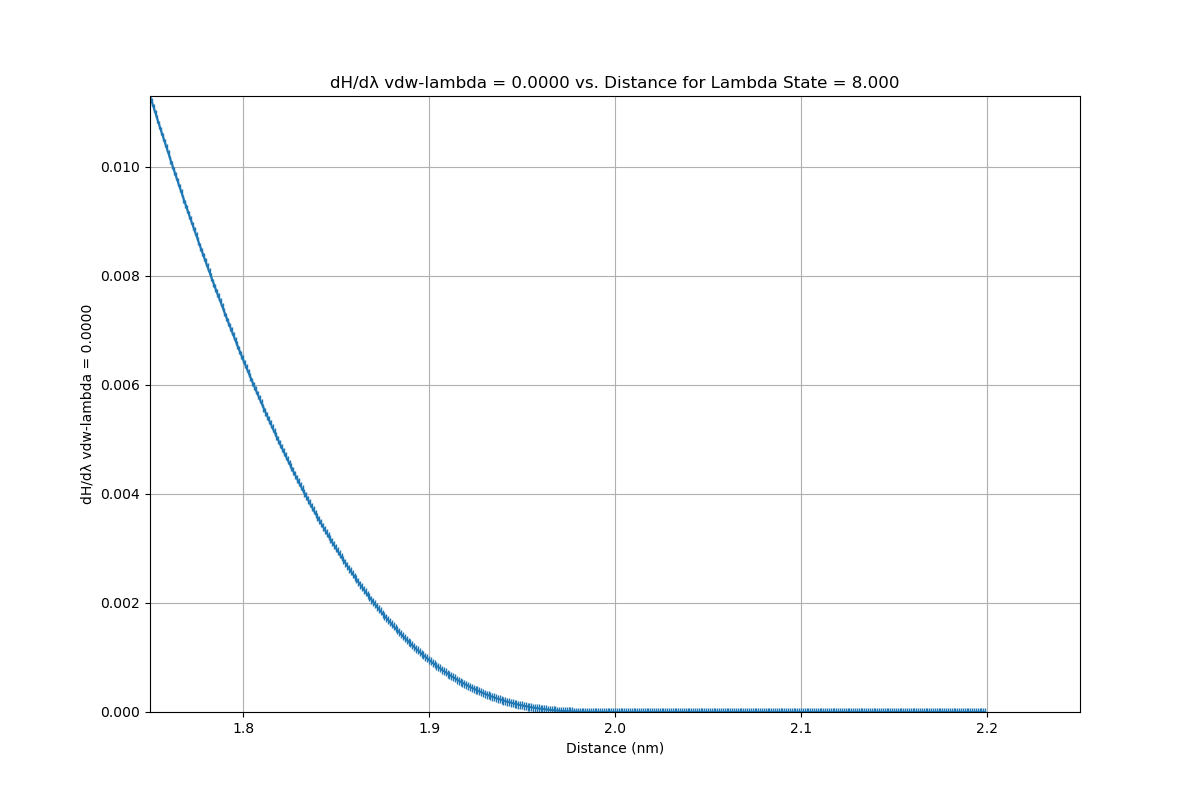 dH/dλ vdw-lambda = 0.0000 vs. Distance for Lambda State = 8.000
dH/dλ vdw-lambda = 0.0000
0.010
0.008
0.006
0.004
0.002
0.000
1.8 1.9 2.0 2.1 2.2
Distance (nm)